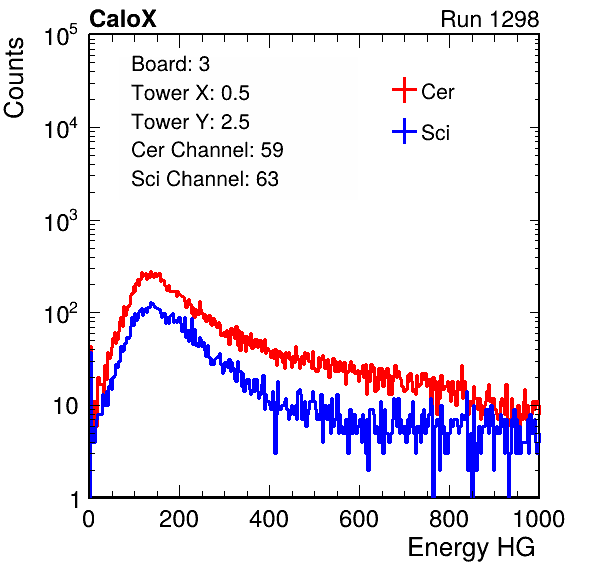 CaloX Run 1298
Counts
10^5
10^4
10^3
10^2
10
1
Board: 3
Tower X: 0.5
Tower Y: 2.5
Cer Channel: 59
Sci Channel: 63
Cer
Sci
0 200 400 600 800 1000
Energy HG